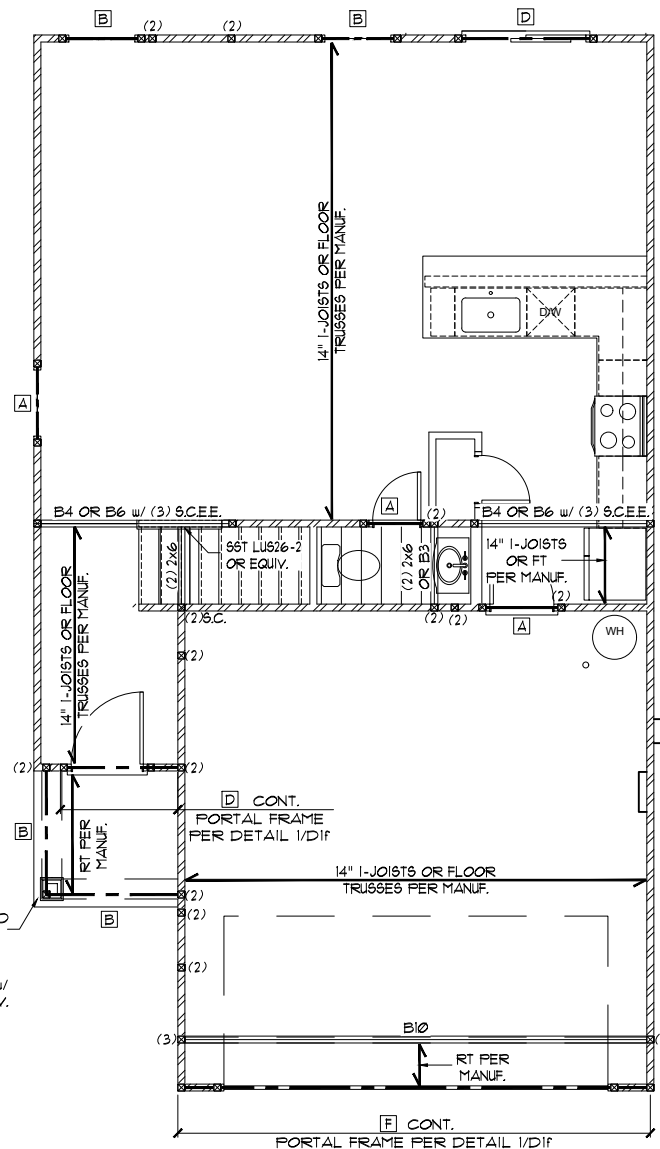 B
B
D
(2)
(2)
14" I-JOISTS OR FLOOR
TRUSSES PER MANUF.
D/W
A
B4 OR B6 w/ (3) S.C.E.E.
A
(2)
B4 OR B6 w/ (3) S.C.E.E.
(2) 2x6
SST LUS26-2
OR EQUIV.
(2) 2x6
OR B3
14" I-JOISTS
OR FT
PER MANUF.
(2)S.C.
(2)
(2)
(2)
A
WH
14" I-JOISTS OR FLOOR
TRUSSES PER MANUF.
(2)
(2)
(2)
B
RT PER
MANUF.
D CONT.
PORTAL FRAME
PER DETAIL 1/D1f
14" I-JOISTS OR FLOOR
TRUSSES PER MANUF.
(2)
B
(2)
(2)
(3)
B10
RT PER
MANUF.
F CONT.
PORTAL FRAME PER DETAIL 1/D1f